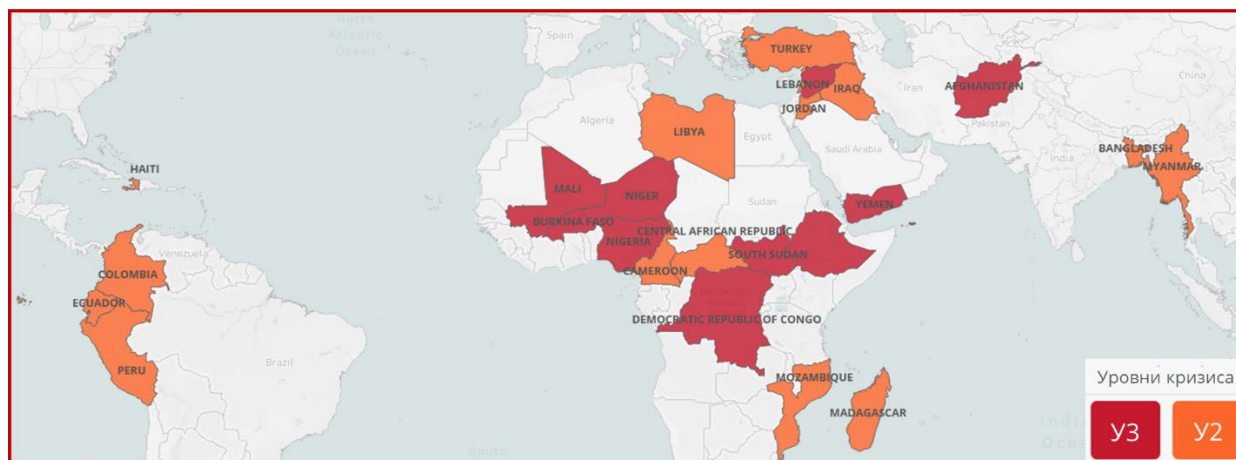 North
Atlantic
Ocean
Spain
TURKEY
China
LEBANON
IRAQ
Iran
AFGHANISTAN
JORDAN
Pakistan
Algeria
LIBYA
Egypt
Saudi Arabia
India
BANGLADESH
MYANMAR
HAITI
MALI
NIGER
Sudan
YEMEN
BURKINA FASO
CENTRAL AFRICAN REPUBLIC
NIGERIA
SOUTH SUDAN
CAMEROON
Venezuela
COLOMBIA
ECUADOR
DEMOCRATIC REPUBLIC OF CONGO
Brazil
PERU
MOZAMBIQUE
MADAGASCAR
South
Уровни кризиса
У3
У2